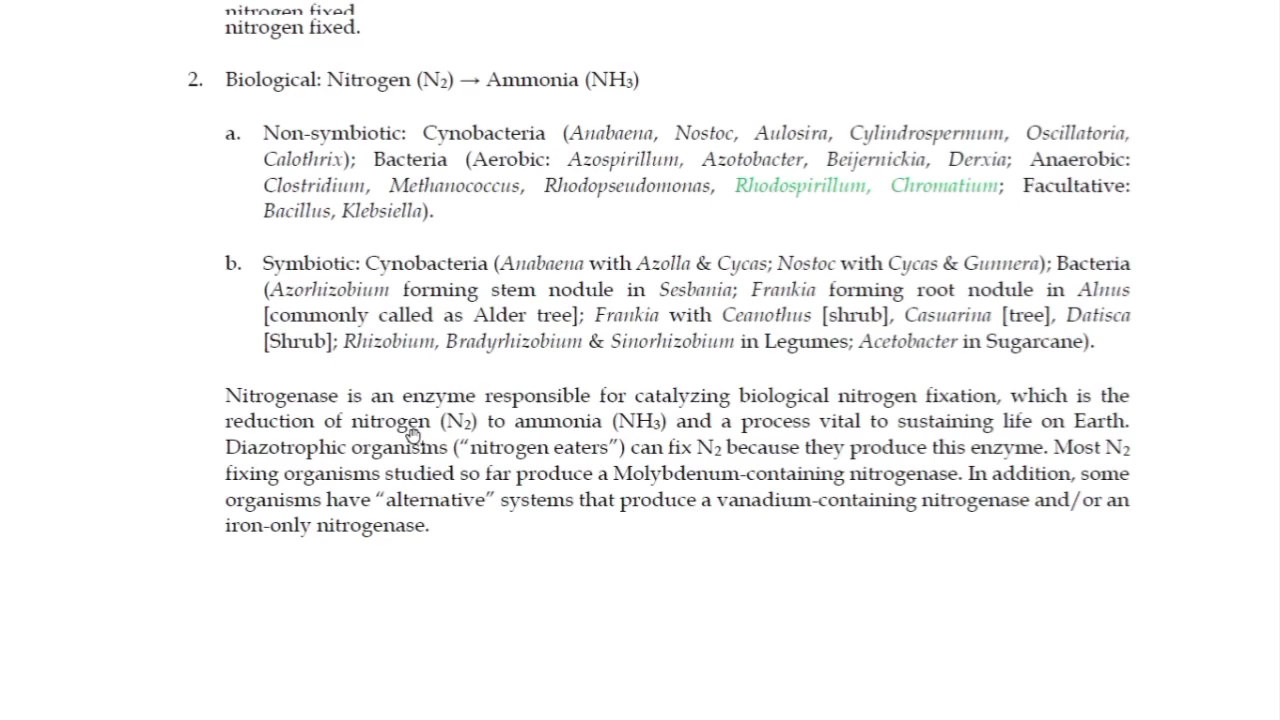 nitrogen fixed
nitrogen fixed.
2. Biological: Nitrogen (N₂) → Ammonia (NH₃)
a. Non-symbiotic: Cynobacteria (Anabaena, Nostoc, Aulosira, Cylindrospermum, Oscillatoria,
Calothrix); Bacteria (Aerobic: Azospirillum, Azotobacter, Beijernickia, Derxia; Anaerobic:
Clostridium, Methanococcus, Rhodopseudomonas, Rhodospirillum, Chromatium; Facultative:
Bacillus, Klebsiella).
b. Symbiotic: Cynobacteria (Anabaena with Azolla & Cycas; Nostoc with Cycas & Gunnera); Bacteria
(Azorhizobium forming stem nodule in Sesbania; Frankia forming root nodule in Alnus
[commonly called as Alder tree]; Frankia with Ceanothus [shrub], Casuarina [tree], Datisca
[Shrub]; Rhizobium, Bradyrhizobium & Sinorhizobium in Legumes; Acetobacter in Sugarcane).
Nitrogenase is an enzyme responsible for catalyzing biological nitrogen fixation, which is the
reduction of nitrogen (N₂) to ammonia (NH₃) and a process vital to sustaining life on Earth.
Diazotrophic organisms ("nitrogen eaters") can fix N₂ because they produce this enzyme. Most N₂
fixing organisms studied so far produce a Molybdenum-containing nitrogenase. In addition, some
organisms have "alternative" systems that produce a vanadium-containing nitrogenase and/or an
iron-only nitrogenase.